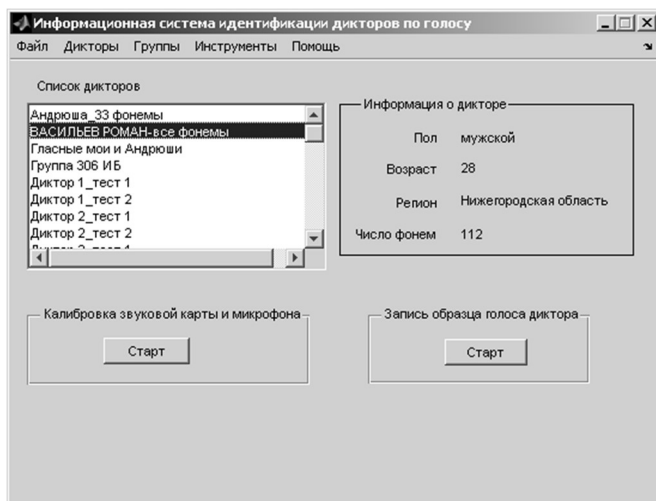 Информационная система идентификации дикторов по голосу
Файл Дикторы Группы Инструменты Помощь
Список дикторов
Андрюша_33 фонемы
ВАСИЛЬЕВ РОМАН-все фонемы
Гласные мои и Андрюши
Группа 306 ИБ
Диктор 1_тест 1
Диктор 1_тест 2
Диктор 2_тест 1
Диктор 2_тест 2
Информация о дикторе
Пол мужской
Возраст 28
Регион Нижегородская область
Число фонем 112
Калибровка звуковой карты и микрофона
Старт
Запись образца голоса диктора
Старт